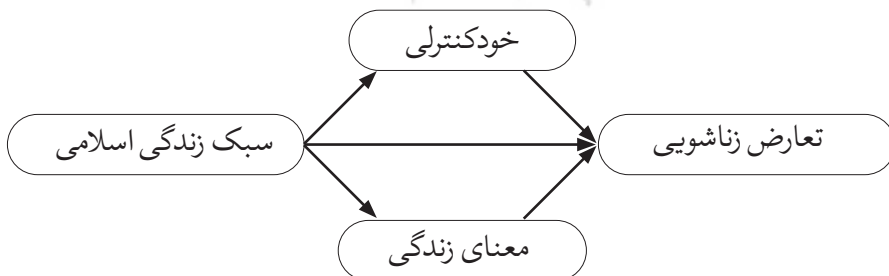 خودکنترلی
تعارض زناشویی
سبک زندگی اسلامی
معنای زندگی